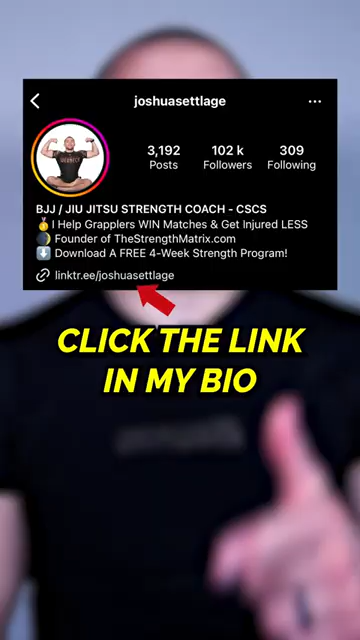 joshuasettlage
3,192 102 k 309
Posts Followers Following
BJJ / JIU JITSU STRENGTH COACH - CSCS
🥇I Help Grapplers WIN Matches & Get Injured LESS
🌒 Founder of TheStrengthMatrix.com
⬇️ Download A FREE 4-Week Strength Program!
linktr.ee/joshuasettlage
CLICK THE LINK
IN MY BIO